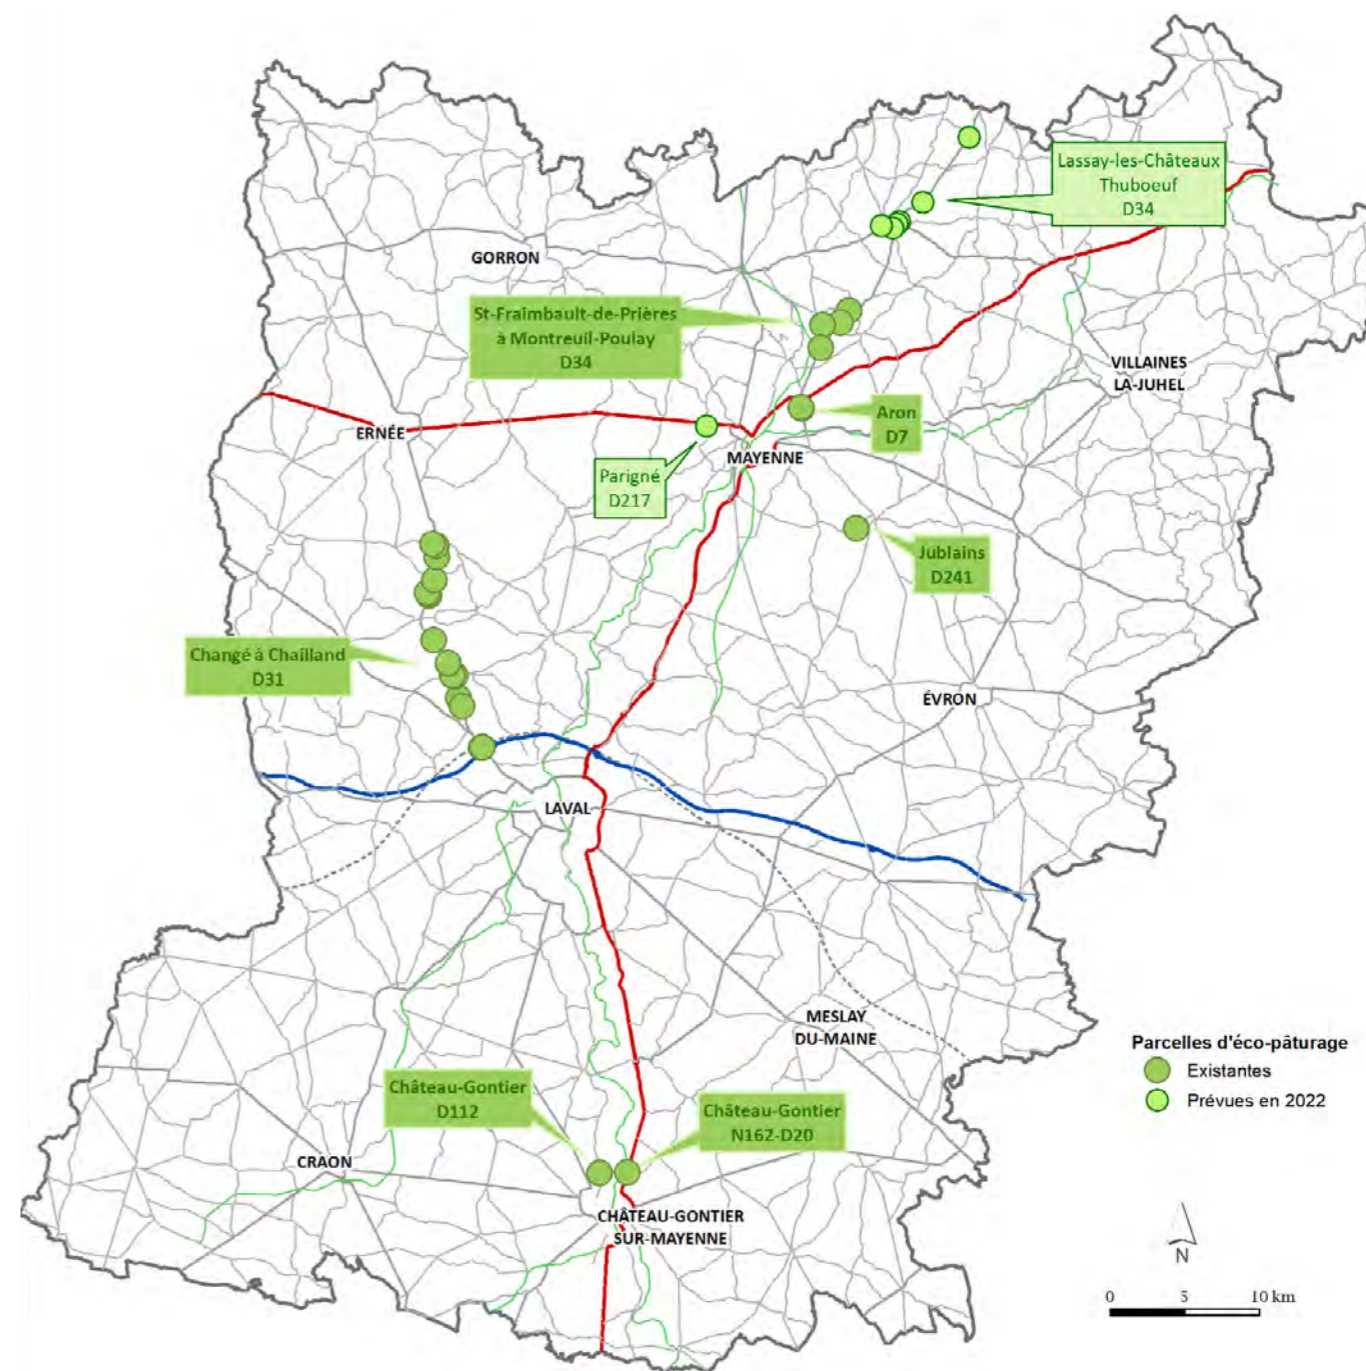 Lassay-les-Châteaux
Thuboeuf
D34
GORRON
St-Fraimbault-de-Prières
à Montreuil-Poulay
D34
VILLAINES
LA-JUHEL
Aron
D7
ERNÉE
MAYENNE
Parigné
D217
Jublains
D241
Changé à Chailland
D31
ÉVRON
LAVAL
MESLAY
DU-MAINE
Parcelles d'éco-pâturage
Existantes
Prévues en 2022
Château-Gontier
D112
Château-Gontier
N162-D20
CRAON
CHÂTEAU-GONTIER
SUR-MAYENNE
N
0 5 10 km